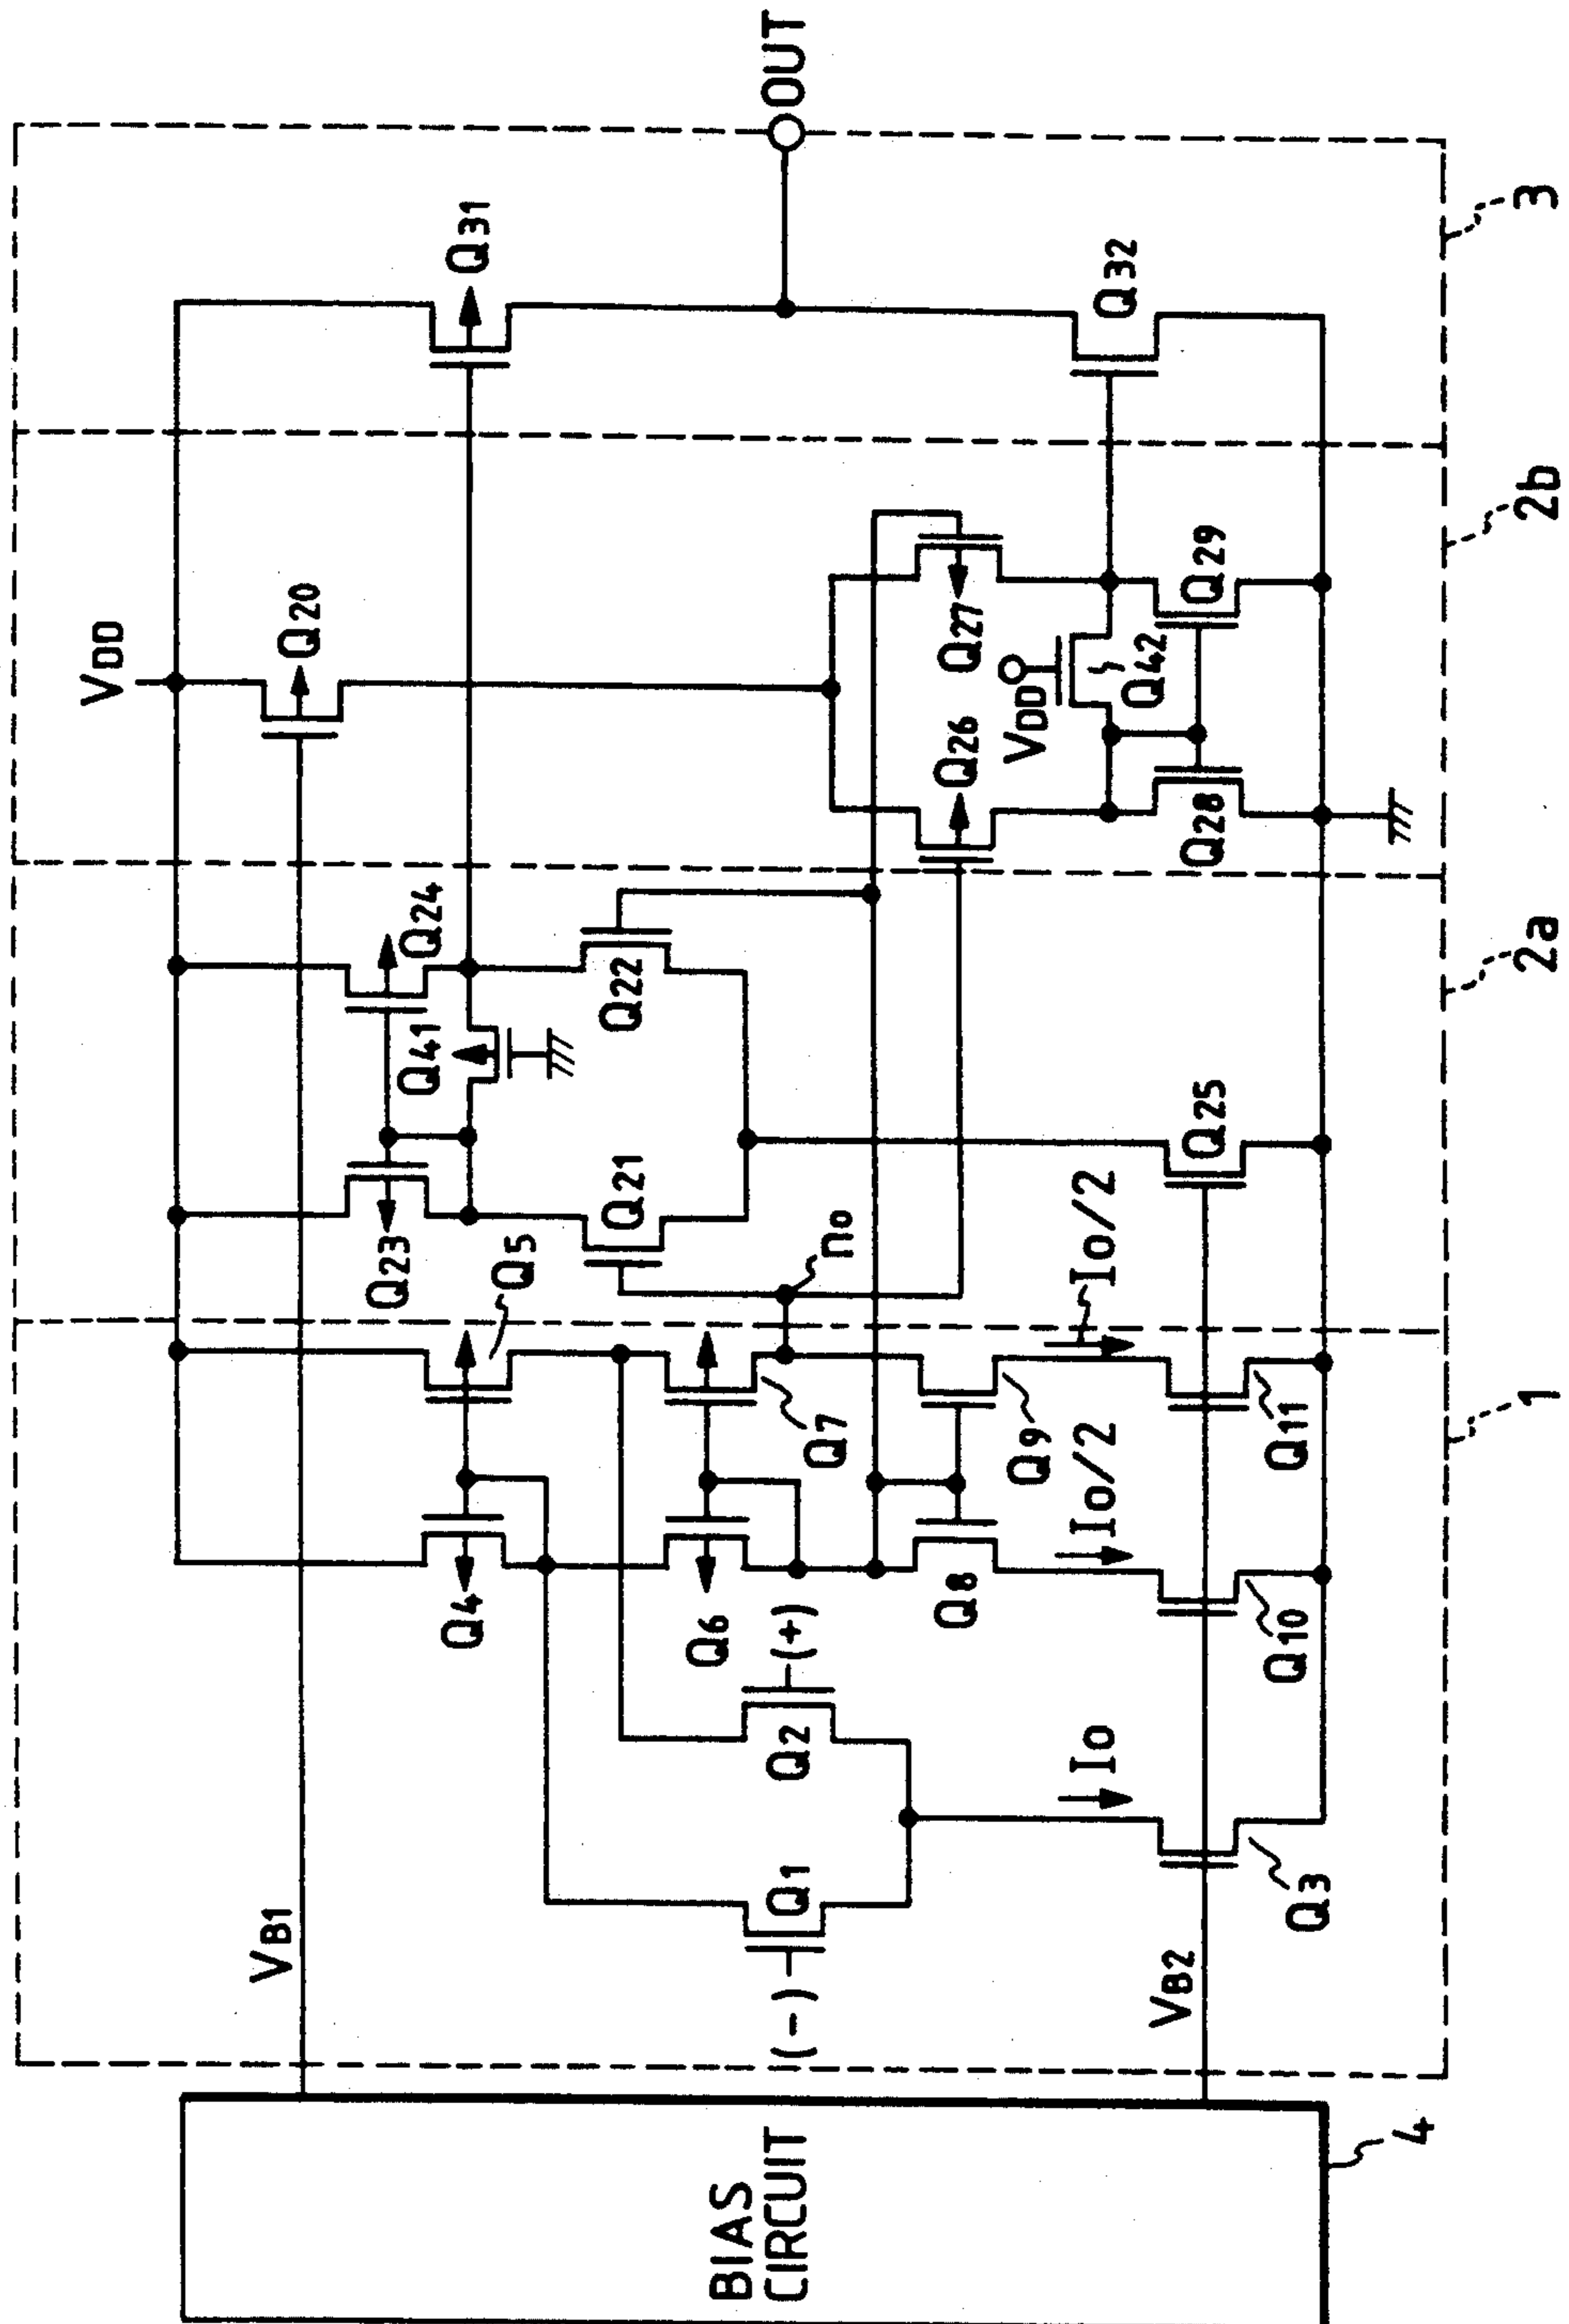 BIAS
CIRCUIT
4
VB1
VB2
VDD
(-)
Q1
Q2
(+)
Q3
Io
Q4
Q5
Q6
Q7
Q8
Q9
Io/2
Io/2
Q10
Q11
1
no
Q23
Q24
Q41
Q21
Q22
Q25
2a
Q20
Q26
Q27
VDD
Q42
Q28
Q29
2b
Q31
Q32
3
OUT